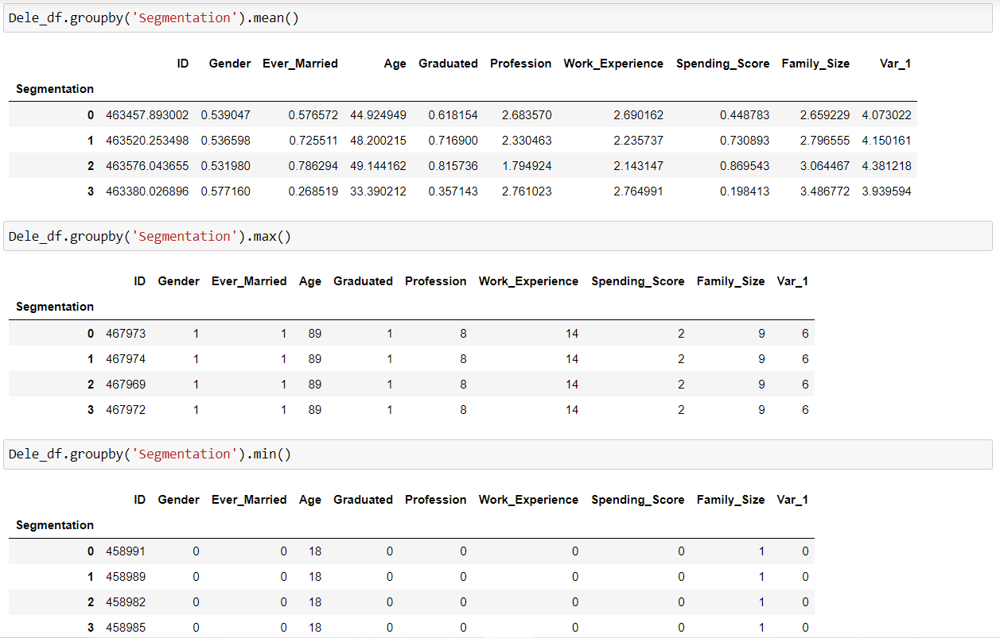 Dele_df.groupby('Segmentation').mean()
ID Gender Ever_Married Age Graduated Profession Work_Experience Spending_Score Family_Size Var_1
Segmentation
0 463457.893002 0.539047 0.576572 44.924949 0.618154 2.683570 2.690162 0.448783 2.659229 4.073022
1 463520.253498 0.536598 0.725511 48.200215 0.716900 2.330463 2.235737 0.730893 2.796555 4.150161
2 463576.043655 0.531980 0.786294 49.144162 0.815736 1.794924 2.143147 0.869543 3.064467 4.381218
3 463380.026896 0.577160 0.268519 33.390212 0.357143 2.761023 2.764991 0.198413 3.486772 3.939594
Dele_df.groupby('Segmentation').max()
ID Gender Ever_Married Age Graduated Profession Work_Experience Spending_Score Family_Size Var_1
Segmentation
0 467973 1 1 89 1 8 14 2 9 6
1 467974 1 1 89 1 8 14 2 9 6
2 467969 1 1 89 1 8 14 2 9 6
3 467972 1 1 89 1 8 14 2 9 6
Dele_df.groupby('Segmentation').min()
ID Gender Ever_Married Age Graduated Profession Work_Experience Spending_Score Family_Size Var_1
Segmentation
0 458991 0 0 18 0 0 0 0 1 0
1 458989 0 0 18 0 0 0 0 1 0
2 458982 0 0 18 0 0 0 0 1 0
3 458985 0 0 18 0 0 0 0 1 0